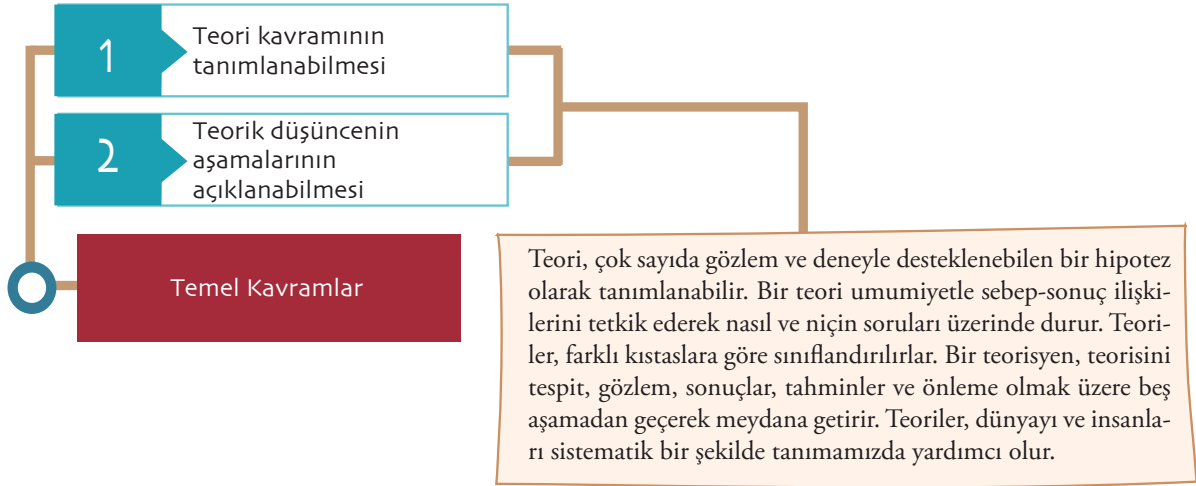 1
Teori kavramının
tanımlanabilmesi
2
Teorik düşüncenin
aşamalarının
açıklanabilmesi
Temel Kavramlar
Teori, çok sayıda gözlem ve deneyle desteklenebilen bir hipotez
olarak tanımlanabilir. Bir teori umumiyetle sebep-sonuç ilişki-
lerini tetkik ederek nasıl ve niçin soruları üzerinde durur. Teori-
ler, farklı kıstaslara göre sınıflandırılırlar. Bir teorisyen, teorisini
tespit, gözlem, sonuçlar, tahminler ve önleme olmak üzere beş
aşamadan geçerek meydana getirir. Teoriler, dünyayı ve insanla-
rı sistematik bir şekilde tanımamızda yardımcı olur.